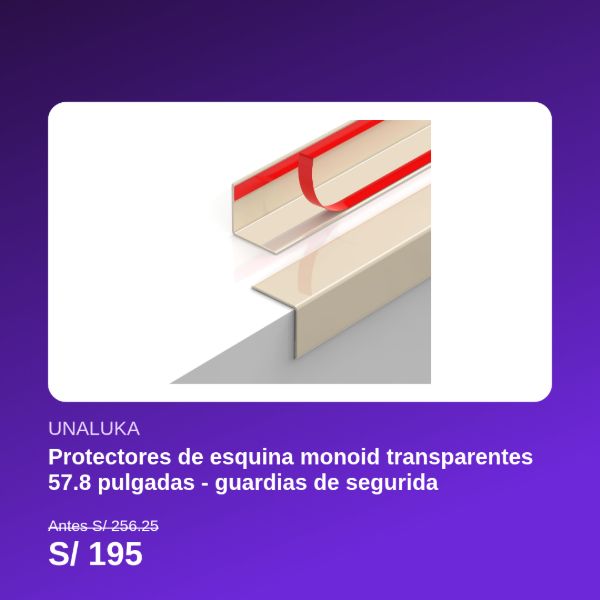 UNALUKA
Protectores de esquina monoid transparentes
57.8 pulgadas - guardias de segurida
Antes S/ 256.25
S/ 195